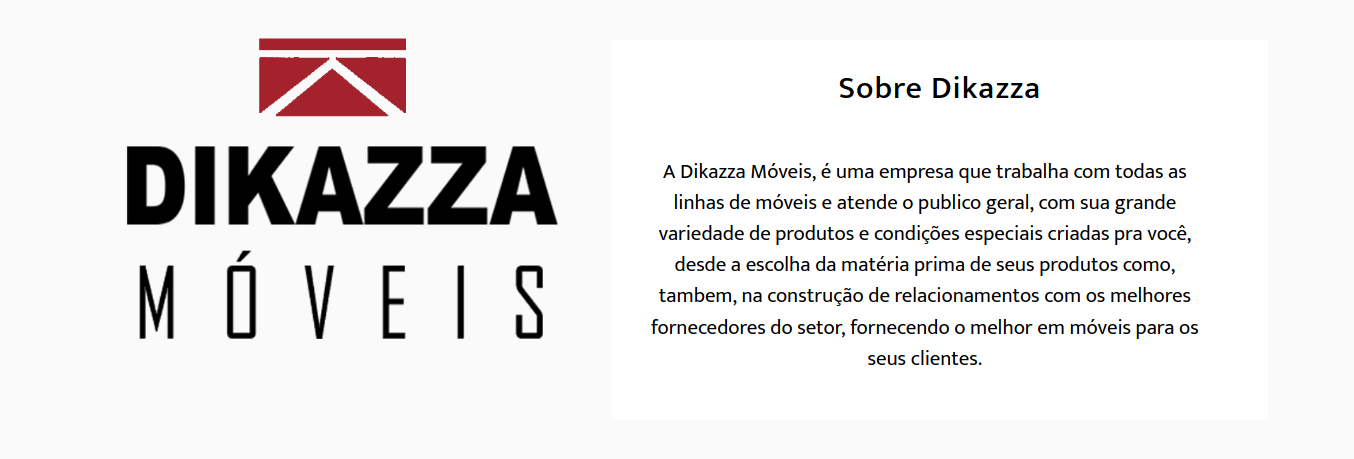 DIKAZZA
MÓVEIS
Sobre Dikazza
A Dikazza Móveis, é uma empresa que trabalha com todas as
linhas de móveis e atende o publico geral, com sua grande
variedade de produtos e condições especiais criadas pra você,
desde a escolha da matéria prima de seus produtos como,
tambem, na construção de relacionamentos com os melhores
fornecedores do setor, fornecendo o melhor em móveis para os
seus clientes.